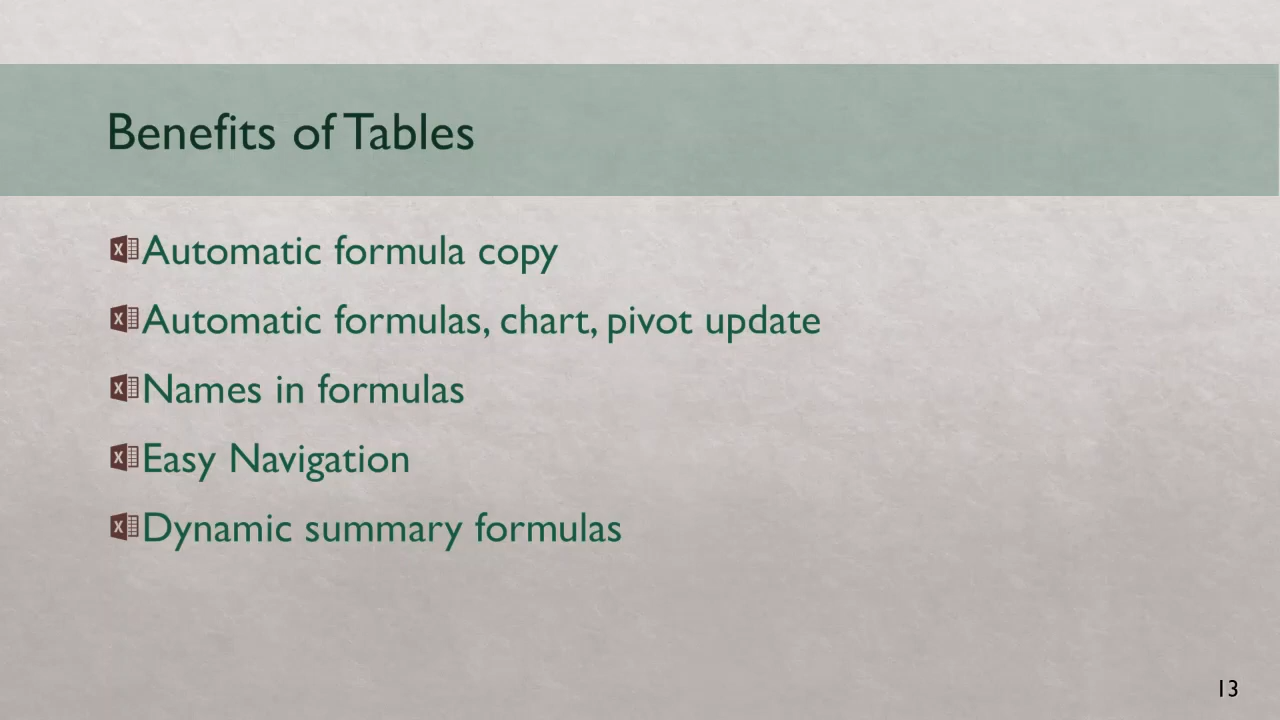 Benefits of Tables
Automatic formula copy
Automatic formulas, chart, pivot update
Names in formulas
Easy Navigation
Dynamic summary formulas
13